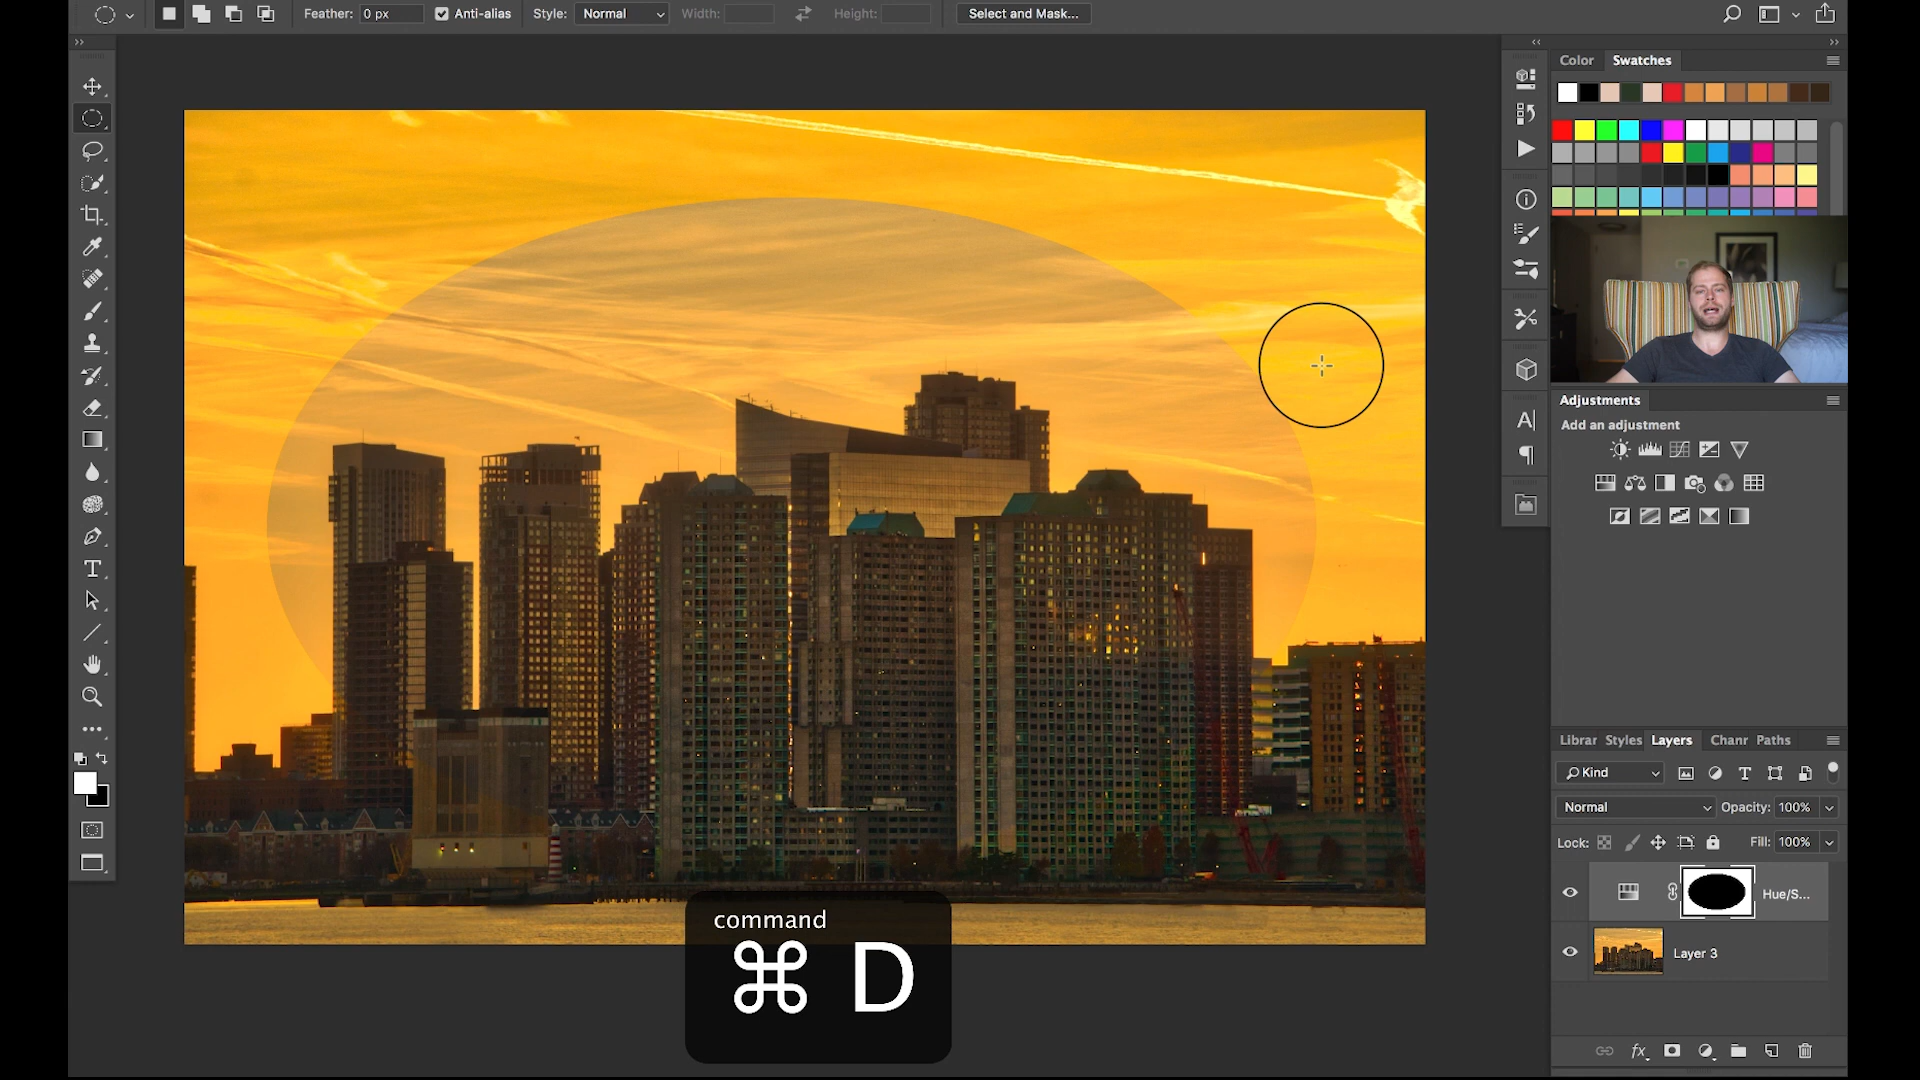 Feather: 0 px Anti-alias Style: Normal Width: Height: Select and Mask...
Color Swatches
Adjustments
Add an adjustment
Librar Styles Layers Chanr Paths
Kind
Normal Opacity: 100%
Lock: Fill: 100%
Hue/S...
Layer 3
command
⌘ D